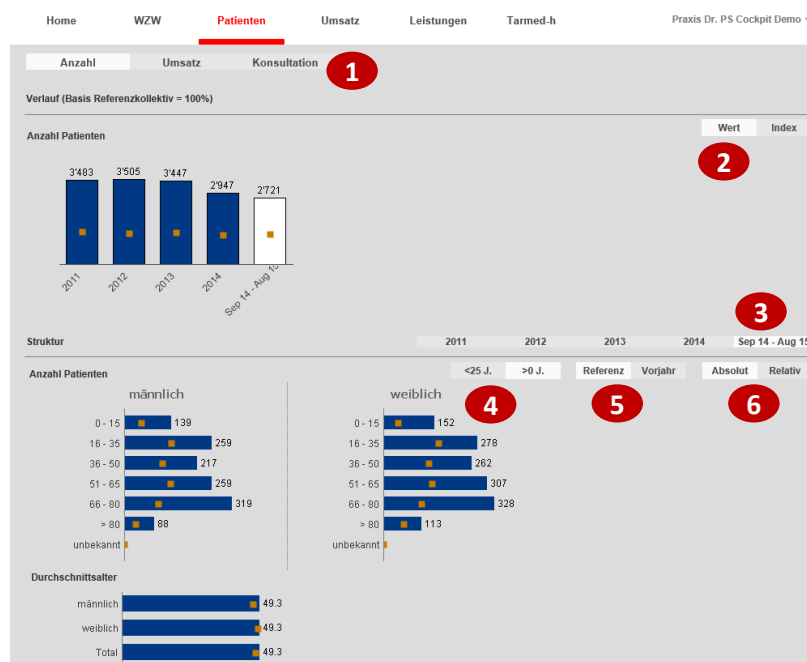 Home WZW Patienten Umsatz Leistungen Tarmed-h Praxis Dr. PS Cockpit Demo
Anzahl Umsatz Konsultation 1
Verlauf (Basis Referenzkollektiv = 100%)
Wert Index
Anzahl Patienten
2
3'483 3'505 3'447 2'947 2'721
2011 2012 2013 2014 Sep 14 - Aug 15
3
Struktur 2011 2012 2013 2014 Sep 14 - Aug 15
Anzahl Patienten <25 J. >0 J. Referenz Vorjahr Absolut Relativ
4 5 6
männlich weiblich
0 - 15 139 0 - 15 152
16 - 35 259 16 - 35 278
36 - 50 217 36 - 50 262
51 - 65 259 51 - 65 307
66 - 80 319 66 - 80 328
> 80 88 > 80 113
unbekannt unbekannt
Durchschnittsalter
männlich 49.3
weiblich 49.3
Total 49.3